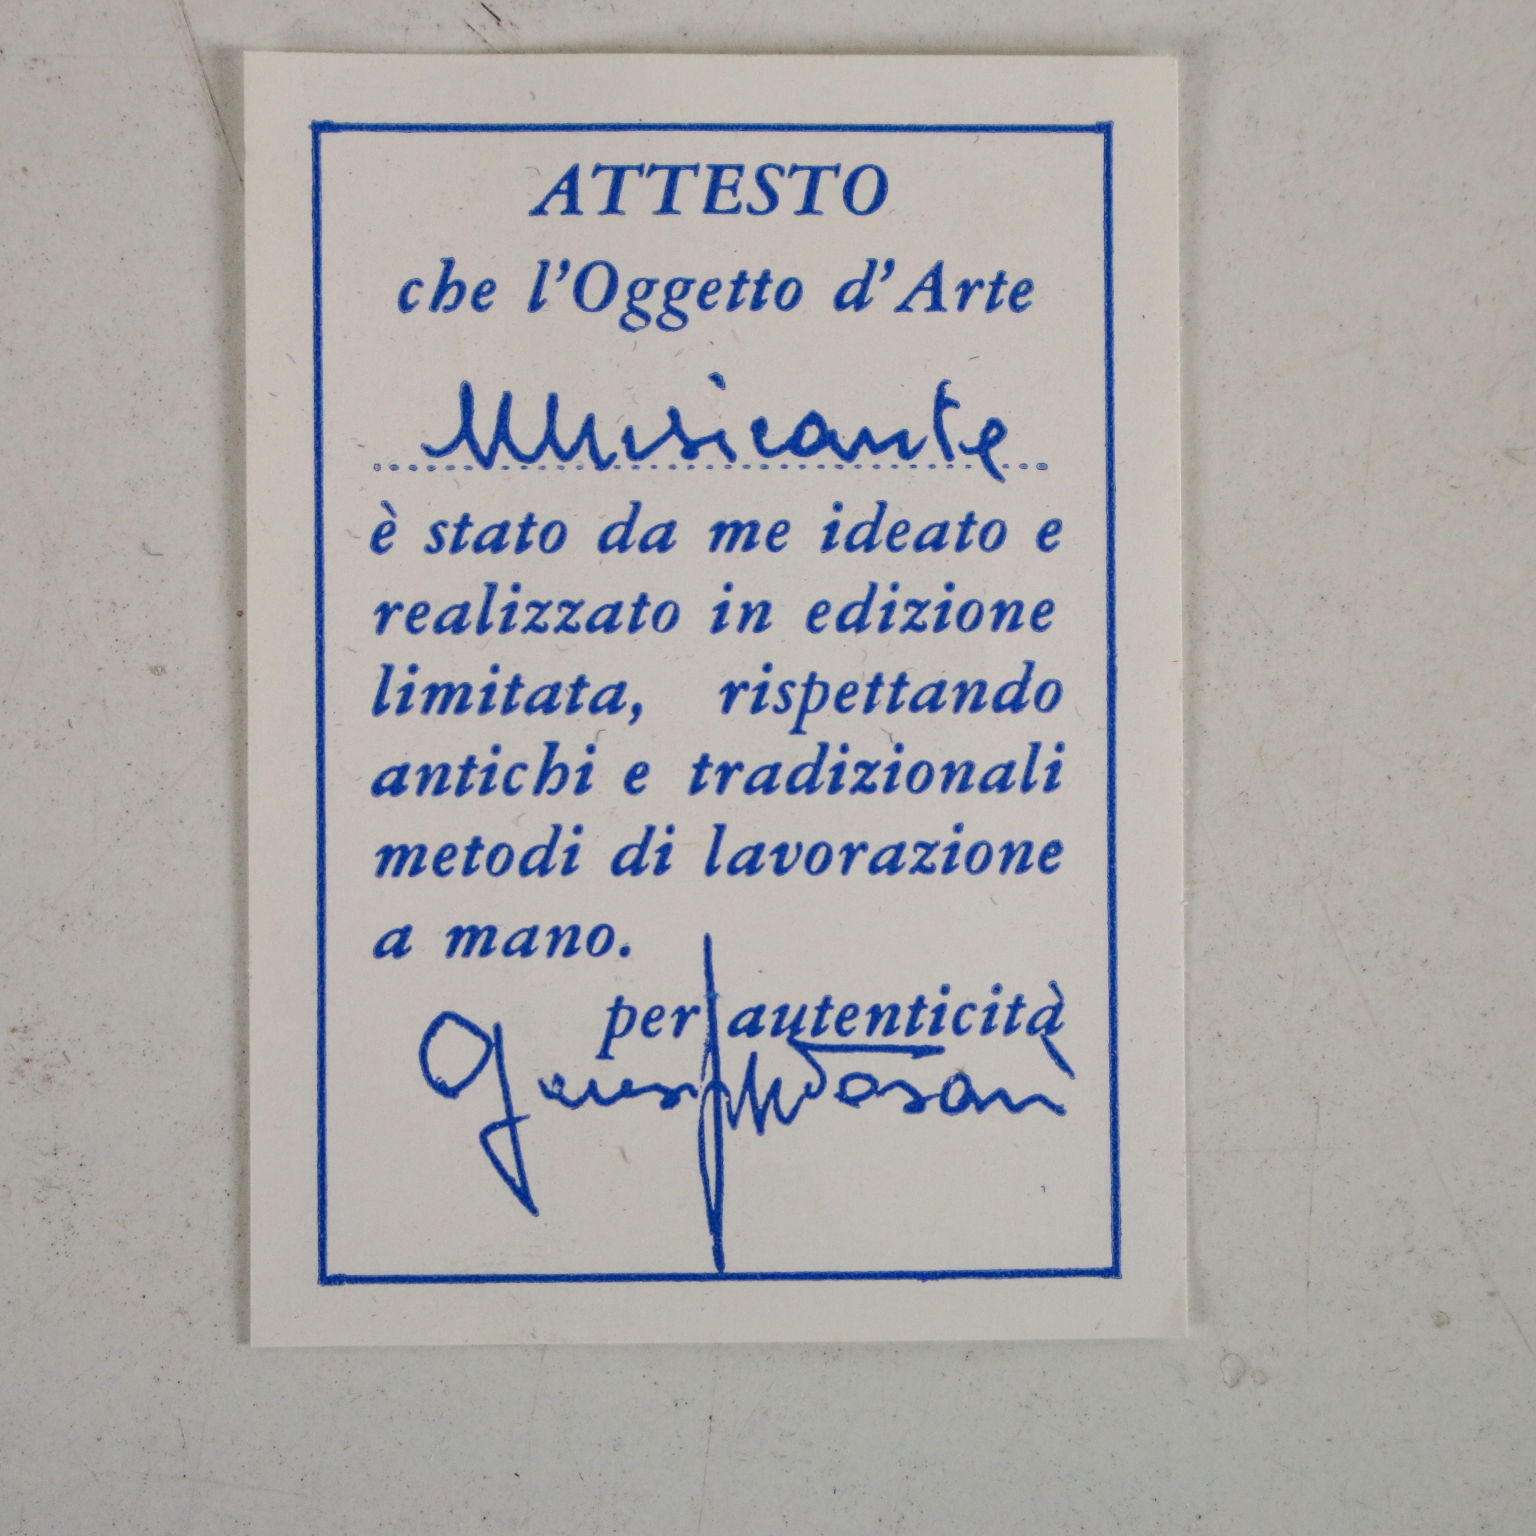 ATTESTO
che l'Oggetto d'Arte
Musicante
è stato da me ideato e
realizzato in edizione
limitata, rispettando
antichi e tradizionali
metodi di lavorazione
a mano.
per autenticità